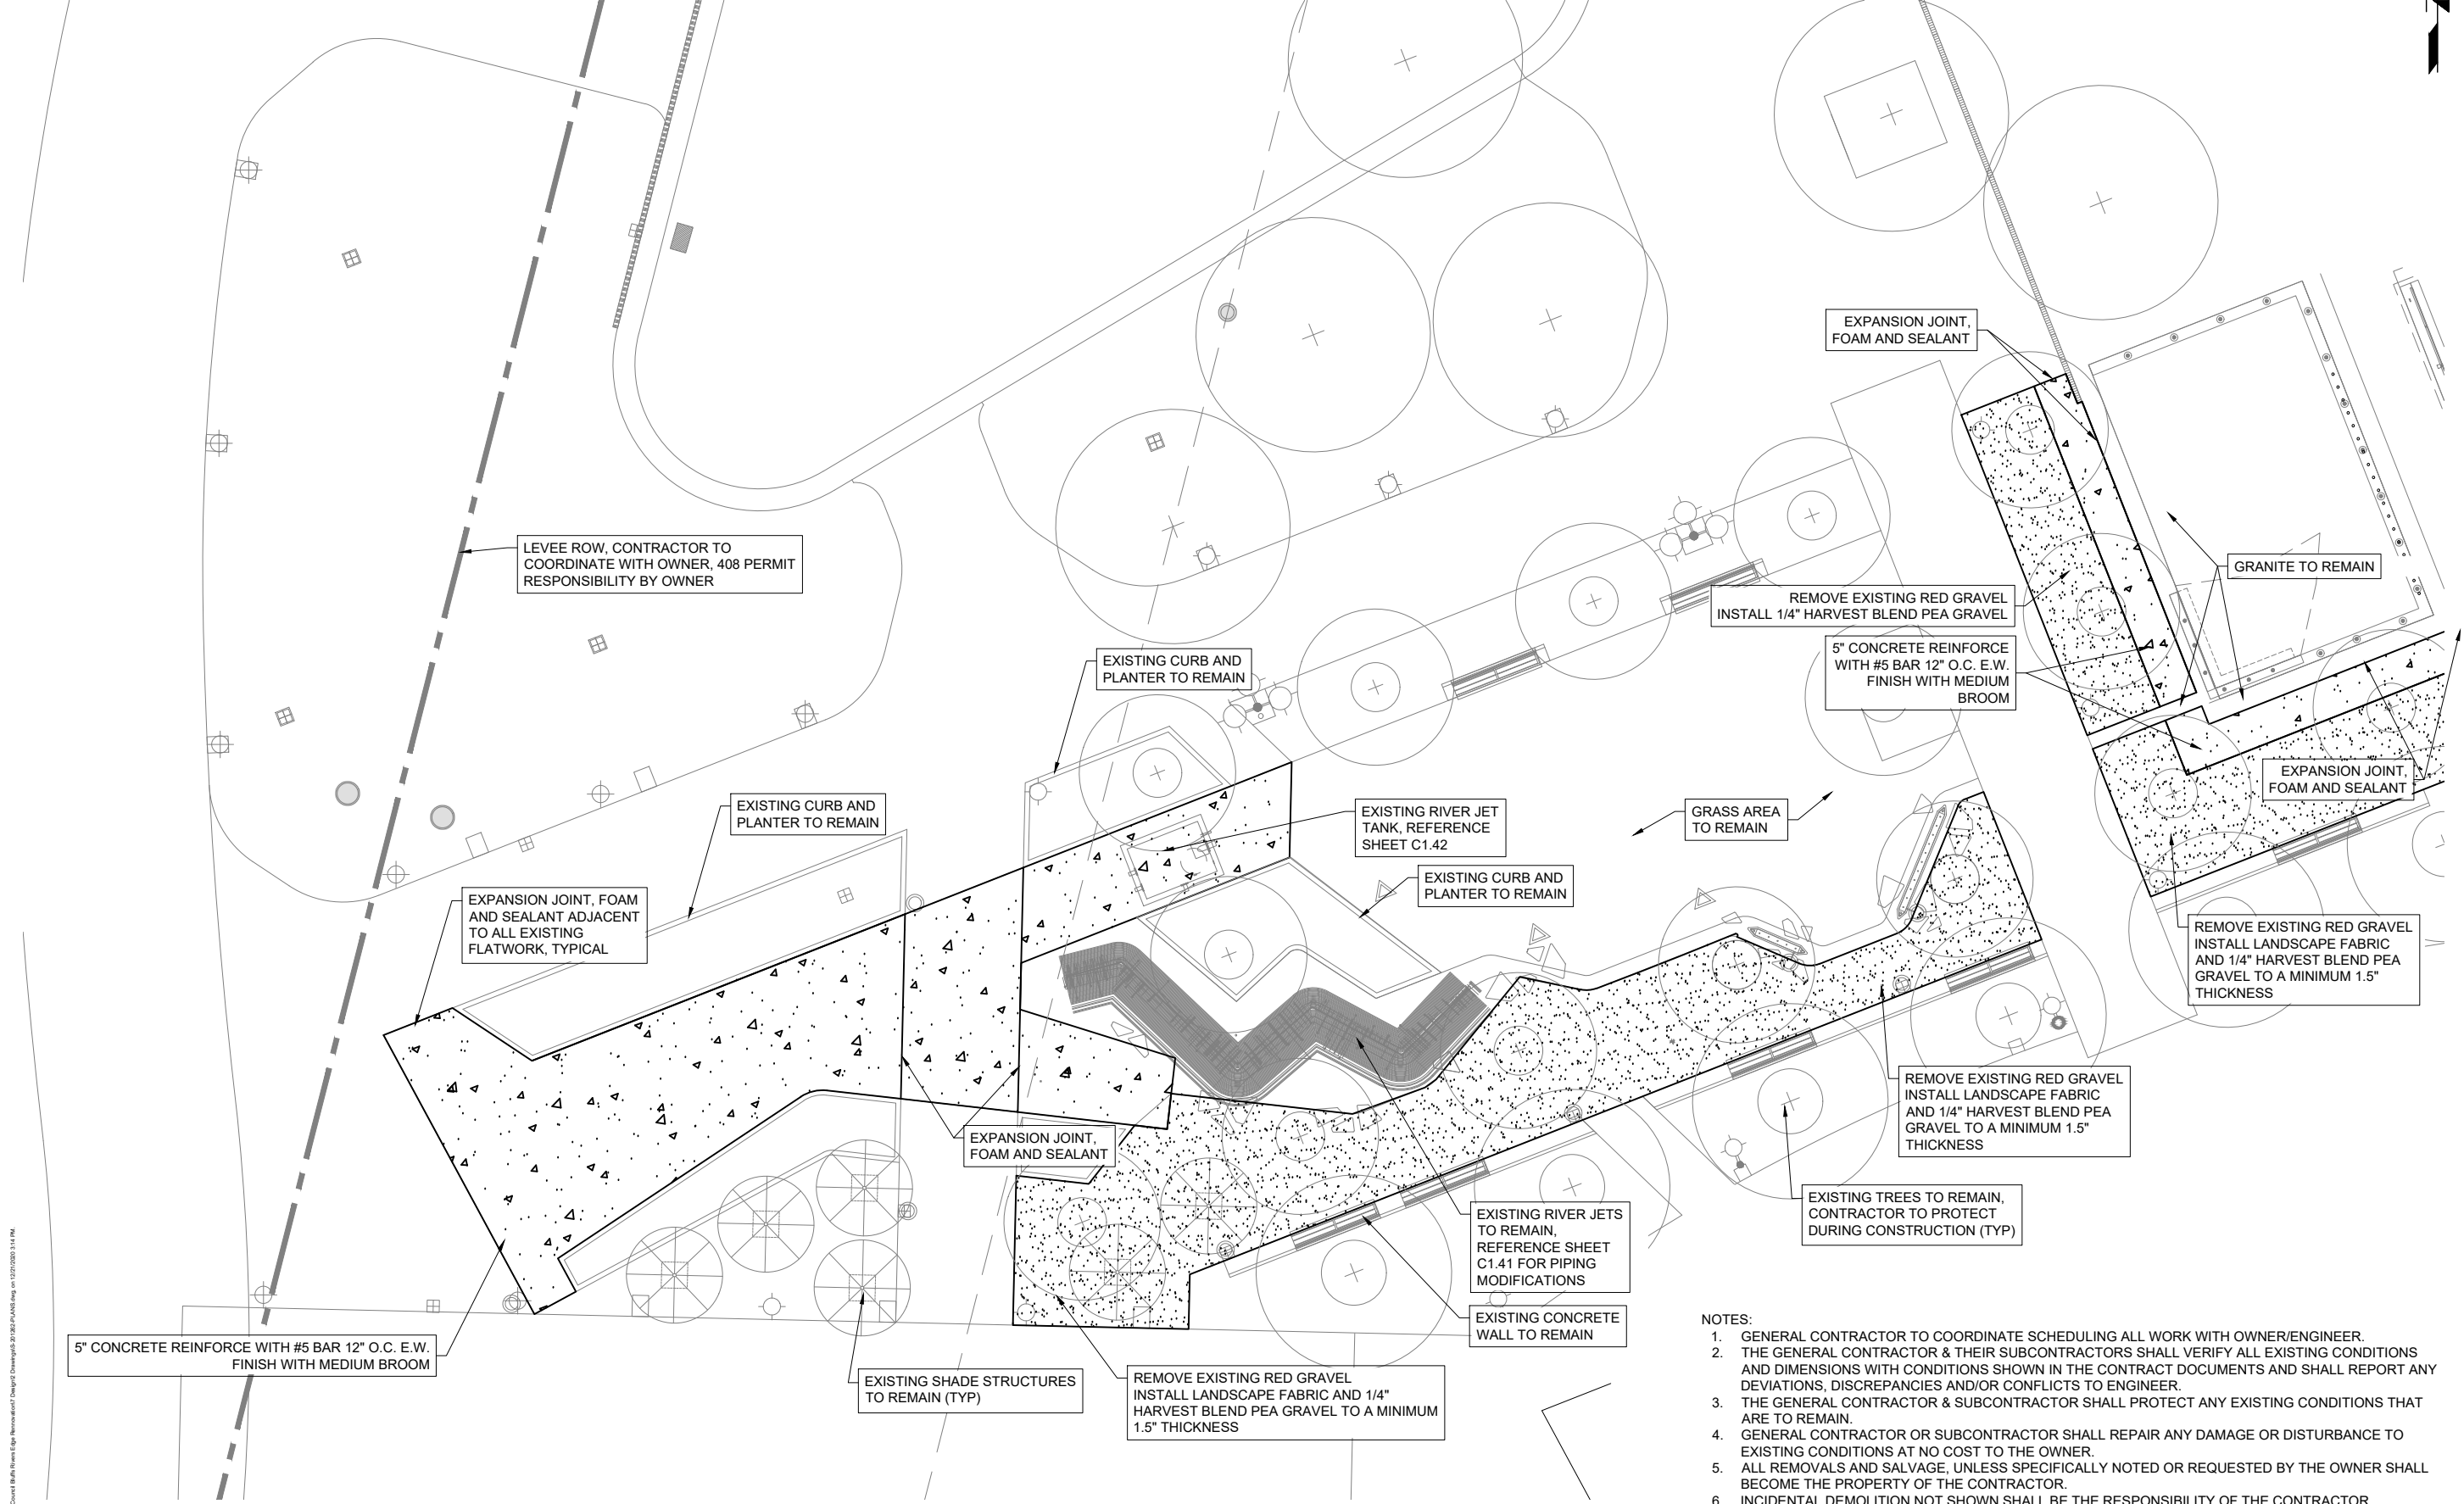 EXPANSION JOINT,
FOAM AND SEALANT
LEVEE ROW, CONTRACTOR TO
COORDINATE WITH OWNER, 408 PERMIT
RESPONSIBILITY BY OWNER
GRANITE TO REMAIN
REMOVE EXISTING RED GRAVEL
INSTALL 1/4" HARVEST BLEND PEA GRAVEL
5" CONCRETE REINFORCE
WITH #5 BAR 12" O.C. E.W.
FINISH WITH MEDIUM
BROOM
EXISTING CURB AND
PLANTER TO REMAIN
EXPANSION JOINT,
FOAM AND SEALANT
EXISTING CURB AND
PLANTER TO REMAIN
EXISTING RIVER JET
TANK, REFERENCE
SHEET C1.42
GRASS AREA
TO REMAIN
EXISTING CURB AND
PLANTER TO REMAIN
EXPANSION JOINT, FOAM
AND SEALANT ADJACENT
TO ALL EXISTING
FLATWORK, TYPICAL
REMOVE EXISTING RED GRAVEL
INSTALL LANDSCAPE FABRIC
AND 1/4" HARVEST BLEND PEA
GRAVEL TO A MINIMUM 1.5"
THICKNESS
REMOVE EXISTING RED GRAVEL
INSTALL LANDSCAPE FABRIC
AND 1/4" HARVEST BLEND PEA
GRAVEL TO A MINIMUM 1.5"
THICKNESS
EXPANSION JOINT,
FOAM AND SEALANT
EXISTING TREES TO REMAIN,
CONTRACTOR TO PROTECT
DURING CONSTRUCTION (TYP)
EXISTING RIVER JETS
TO REMAIN,
REFERENCE SHEET
C1.41 FOR PIPING
MODIFICATIONS
EXISTING CONCRETE
WALL TO REMAIN
5" CONCRETE REINFORCE WITH #5 BAR 12" O.C. E.W.
FINISH WITH MEDIUM BROOM
EXISTING SHADE STRUCTURES
TO REMAIN (TYP)
REMOVE EXISTING RED GRAVEL
INSTALL LANDSCAPE FABRIC AND 1/4"
HARVEST BLEND PEA GRAVEL TO A MINIMUM
1.5" THICKNESS
NOTES:
1. GENERAL CONTRACTOR TO COORDINATE SCHEDULING ALL WORK WITH OWNER/ENGINEER.
2. THE GENERAL CONTRACTOR & THEIR SUBCONTRACTORS SHALL VERIFY ALL EXISTING CONDITIONS
AND DIMENSIONS WITH CONDITIONS SHOWN IN THE CONTRACT DOCUMENTS AND SHALL REPORT ANY
DEVIATIONS, DISCREPANCIES AND/OR CONFLICTS TO ENGINEER.
3. THE GENERAL CONTRACTOR & SUBCONTRACTOR SHALL PROTECT ANY EXISTING CONDITIONS THAT
ARE TO REMAIN.
4. GENERAL CONTRACTOR OR SUBCONTRACTOR SHALL REPAIR ANY DAMAGE OR DISTURBANCE TO
EXISTING CONDITIONS AT NO COST TO THE OWNER.
5. ALL REMOVALS AND SALVAGE, UNLESS SPECIFICALLY NOTED OR REQUESTED BY THE OWNER SHALL
BECOME THE PROPERTY OF THE CONTRACTOR.
6. INCIDENTAL DEMOLITION NOT SHOWN SHALL BE THE RESPONSIBILITY OF THE CONTRACTOR